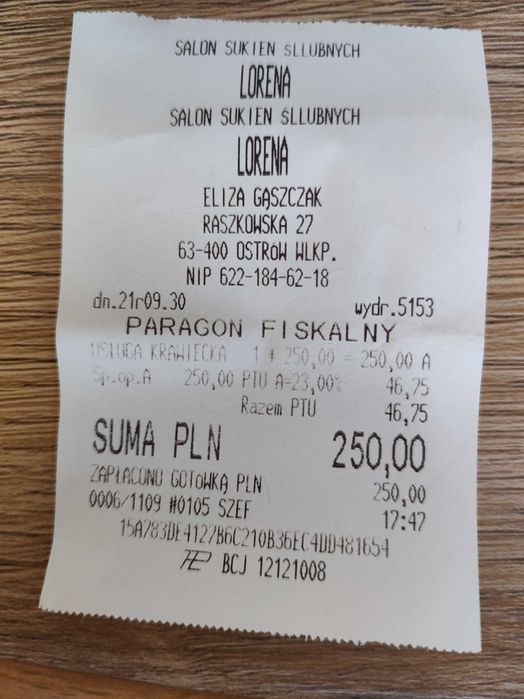 SALON SUKIEN ŚLLUBNYCH
LORENA
SALON SUKIEN ŚLLUBNYCH
LORENA
ELIZA GĄSZCZAK
RASZKOWSKA 27
63-400 OSTRÓW WLKP.
NIP 622-184-62-18
dn.21r09.30 wydr.5153
PARAGON FISKALNY
USŁUGA KRAWIECKA 1 * 250,00 = 250,00 A
Sp.op.A 250,00 PTU A=23,00% 46,75
Razem PTU 46,75
SUMA PLN 250,00
ZAPŁACONO GOTÓWKĄ PLN 250,00
0006/1109 #0105 SZEF 17:47
15A783DE4127B6C210B36EC4DD481654
BCJ 12121008